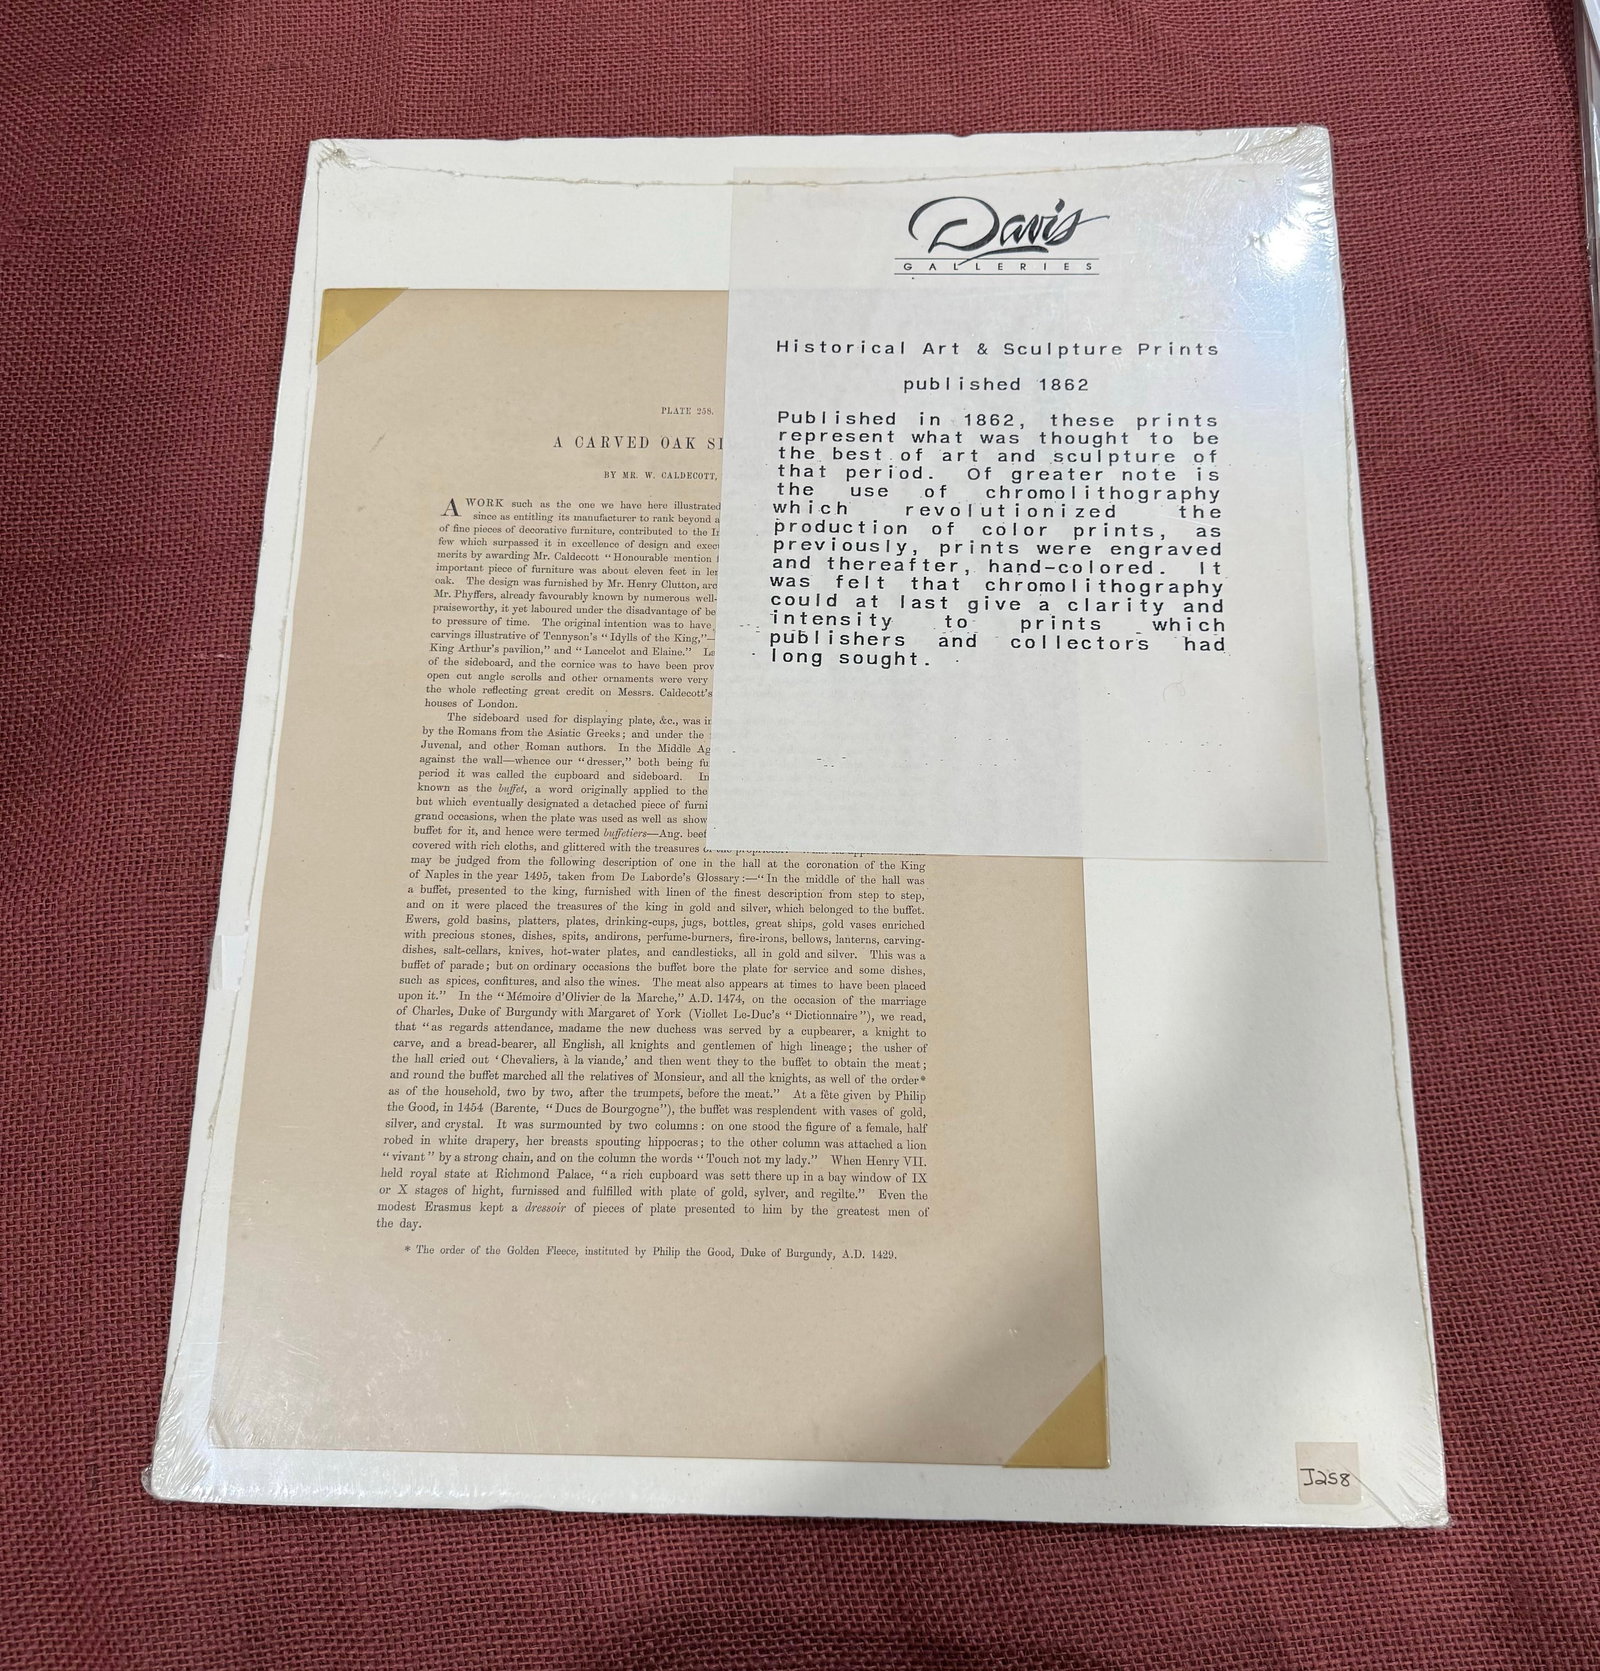 Davis
GALLERIES
Historical Art & Sculpture Prints
published 1862
Published in 1862, these prints
represent what was thought to be
the best of art and sculpture of
that period. Of greater note is
the use of chromolithography
which revolutionized the
production of color prints, as
previously, prints were engraved
and thereafter, hand-colored. It
was felt that chromolithography
could at last give a clarity and
intensity to prints which
publishers and collectors had
long sought.
PLATE 258.
A CARVED OAK
BY MR. W. CALDECOTT,
A WORK such as the one we have here illustrated
since as entitling its manufacturer to rank beyond a
of fine pieces of decorative furniture, contributed to the
few which surpassed it in excellence of design and
merits by awarding Mr. Caldecott “Honourable mention
important piece of furniture was about eleven feet in
oak. The design was furnished by Mr. Henry Clutton,
Mr. Phyffers, already favourably known by numerous well-
praiseworthy, it yet laboured under the disadvantage of
to pressure of time. The original intention was to have
carvings illustrative of Tennyson's “Idylls of the King,”—
King Arthur's pavilion,” and “Lancelot and Elaine.”
of the sideboard, and the cornice was to have been
open cut angle scrolls and other ornaments were very
the whole reflecting great credit on Messrs. Caldecott's
houses of London.
The sideboard used for displaying plate, &c., was
by the Romans from the Asiatic Greeks; and under the
Juvenal, and other Roman authors. In the Middle
against the wall—whence our “dresser,” both being
period it was called the cupboard and sideboard. In
known as the buffet, a word originally applied to the
but which eventually designated a detached piece of
grand occasions, when the plate was used as well as
buffet for it, and hence were termed buffetiers—Ang. beef
covered with rich cloths, and glittered with the treasures
may be judged from the following description of one in the hall at the coronation of the King
of Naples in the year 1495, taken from De Laborde's Glossary:—“In the middle of the hall was
a buffet, presented to the king, furnished with linen of the finest description from step to step,
and on it were placed the treasures of the king in gold and silver, which belonged to the buffet.
Ewers, gold basins, platters, plates, drinking-cups, jugs, bottles, great ships, gold vases enriched
with precious stones, dishes, spits, andirons, perfume-burners, fire-irons, bellows, lanterns, carving-
dishes, salt-cellars, knives, hot-water plates, and candlesticks, all in gold and silver. This was a
buffet of parade; but on ordinary occasions the buffet bore the plate for service and some dishes,
such as spices, confitures, and also the wines. The meat also appears at times to have been placed
upon it.” In the “Mémoire d'Olivier de la Marche,” A.D. 1474, on the occasion of the marriage
of Charles, Duke of Burgundy with Margaret of York (Viollet Le-Duc's “Dictionnaire”), we read,
that “as regards attendance, madame the new duchess was served by a cupbearer, a knight to
carve, and a bread-bearer, all English, all knights and gentlemen of high lineage; the usher of
the hall cried out ‘Chevaliers, à la viande,’ and then went they to the buffet to obtain the meat;
and round the buffet marched all the relatives of Monsieur, and all the knights, as well of the order*
as of the household, two by two, after the trumpets, before the meat.” At a fête given by Philip
the Good, in 1454 (Barente, “Ducs de Bourgogne”), the buffet was resplendent with vases of gold,
silver, and crystal. It was surmounted by two columns: on one stood the figure of a female, half
robed in white drapery, her breasts spouting hippocras; to the other column was attached a lion
“vivant” by a strong chain, and on the column the words “Touch not my lady.” When Henry VII.
held royal state at Richmond Palace, “a rich cupboard was sett there up in a bay window of IX
or X stages of hight, furnissed and fulfilled with plate of gold, sylver, and regilte.” Even the
modest Erasmus kept a dressoir of pieces of plate presented to him by the greatest men of
the day.
* The order of the Golden Fleece, instituted by Philip the Good, Duke of Burgundy, A.D. 1429.
J258